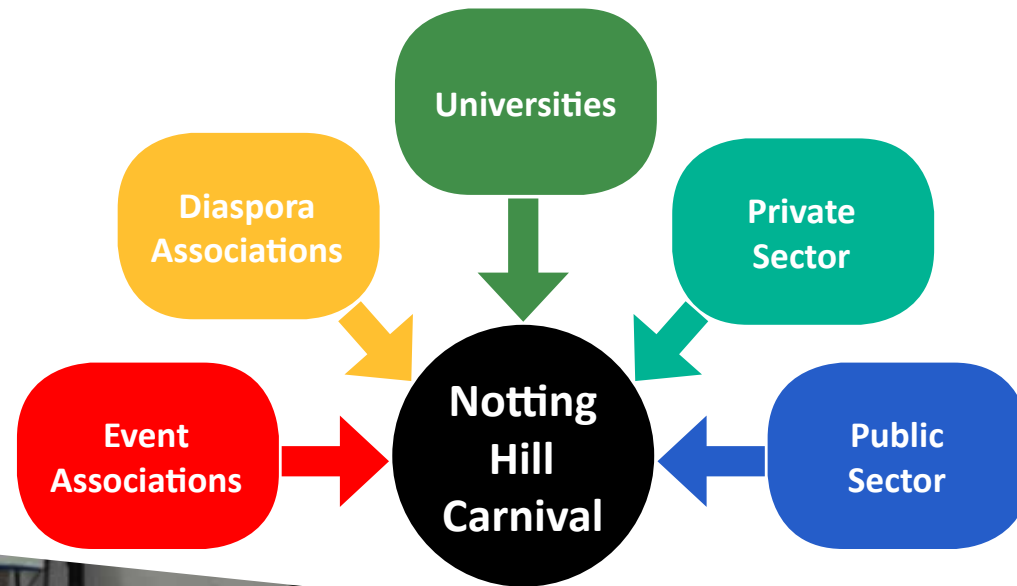 Universities
Diaspora
Associations
Private
Sector
Event
Associations
Notting
Hill
Carnival
Public
Sector